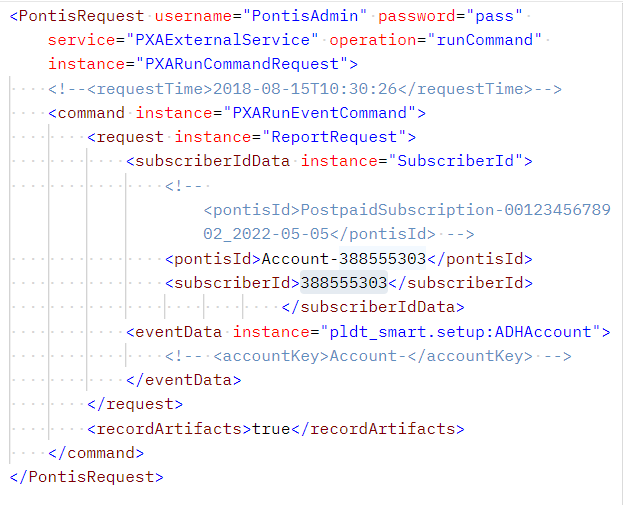 <PontisRequest username="PontisAdmin" password="pass"
service="PXAExternalService" operation="runCommand"
instance="PXARunCommandRequest">
<!--<requestTime>2018-08-15T10:30:26</requestTime>-->
<command instance="PXARunEventCommand">
<request instance="ReportRequest">
<subscriberIdData instance="SubscriberId">
<!--
<pontisId>PostpaidSubscription-00123456789
02_2022-05-05</pontisId> -->
<pontisId>Account-388555303</pontisId>
<subscriberId>388555303</subscriberId>
</subscriberIdData>
<eventData instance="pldt_smart.setup:ADHAccount">
<!-- <accountKey>Account-</accountKey> -->
</eventData>
</request>
<recordArtifacts>true</recordArtifacts>
</command>
</PontisRequest>